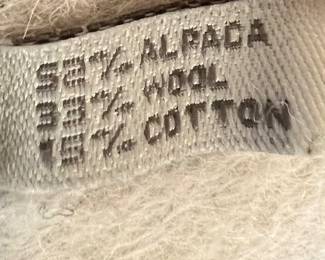 52% ALPACA
33% WOOL
15% COTTON